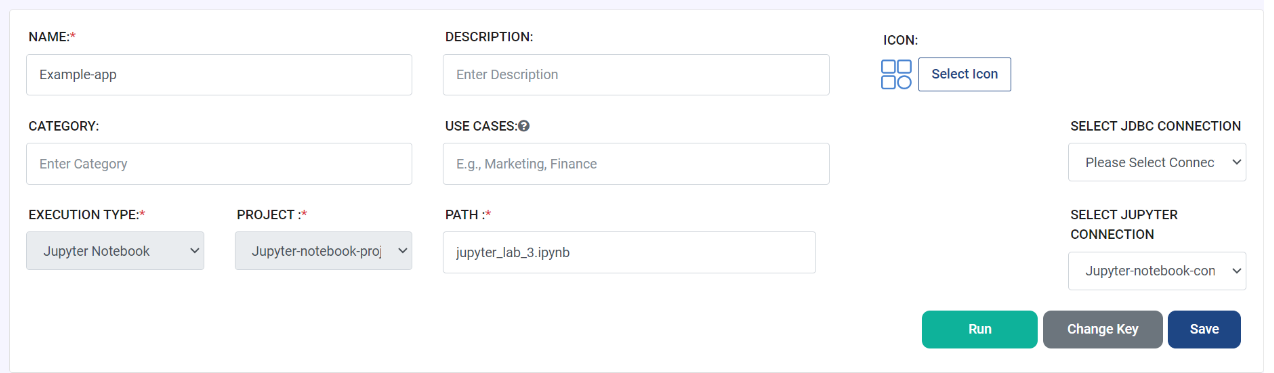 NAME:*
DESCRIPTION:
ICON:
Example-app
Enter Description
Select Icon
CATEGORY:
USE CASES:?
SELECT JDBC CONNECTION
Enter Category
E.g., Marketing, Finance
Please Select Connec
EXECUTION TYPE:*
PROJECT :*
PATH :*
SELECT JUPYTER
CONNECTION
Jupyter Notebook
Jupyter-notebook-proj
jupyter_lab_3.ipynb
Jupyter-notebook-con
Run
Change Key
Save